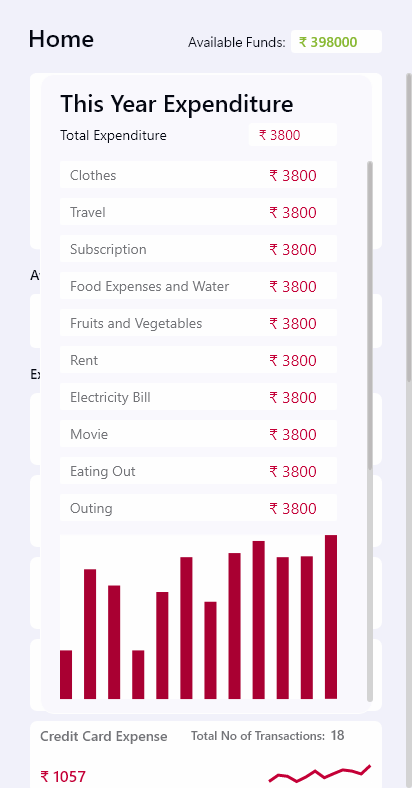 Home
Available Funds: ₹ 398000
This Year Expenditure
Total Expenditure ₹ 3800
Clothes ₹ 3800
Travel ₹ 3800
Subscription ₹ 3800
Food Expenses and Water ₹ 3800
Fruits and Vegetables ₹ 3800
Rent ₹ 3800
Electricity Bill ₹ 3800
Movie ₹ 3800
Eating Out ₹ 3800
Outing ₹ 3800
Credit Card Expense Total No of Transactions: 18
₹ 1057